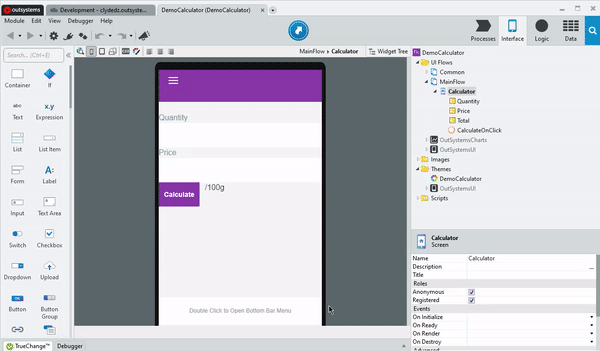 outsystems
Development - clydedz.outsyste...
DemoCalculator (DemoCalculator)
Module Edit View Debugger Help
Processes Interface Logic Data
Search...
MainFlow › Calculator
Widget Tree
Container If
Text Expression
abc x.y
List List Item
Form Label
Input Text Area
Switch Checkbox
Dropdown Upload
Button Button Group
Quantity
Price
Calculate /100g
Double Click to Open Bottom Bar Menu
DemoCalculator
UI Flows
Common
MainFlow
Calculator
Quantity
Price
Total
CalculateOnClick
OutSystemsCharts
OutSystemsUI
Images
Themes
DemoCalculator
OutSystemsUI
Scripts
Calculator
Screen
Name Calculator
Description ...
Title
Roles
Anonymous
Registered
Events
On Initialize
On Ready
On Render
On Destroy
TrueChange™ Debugger